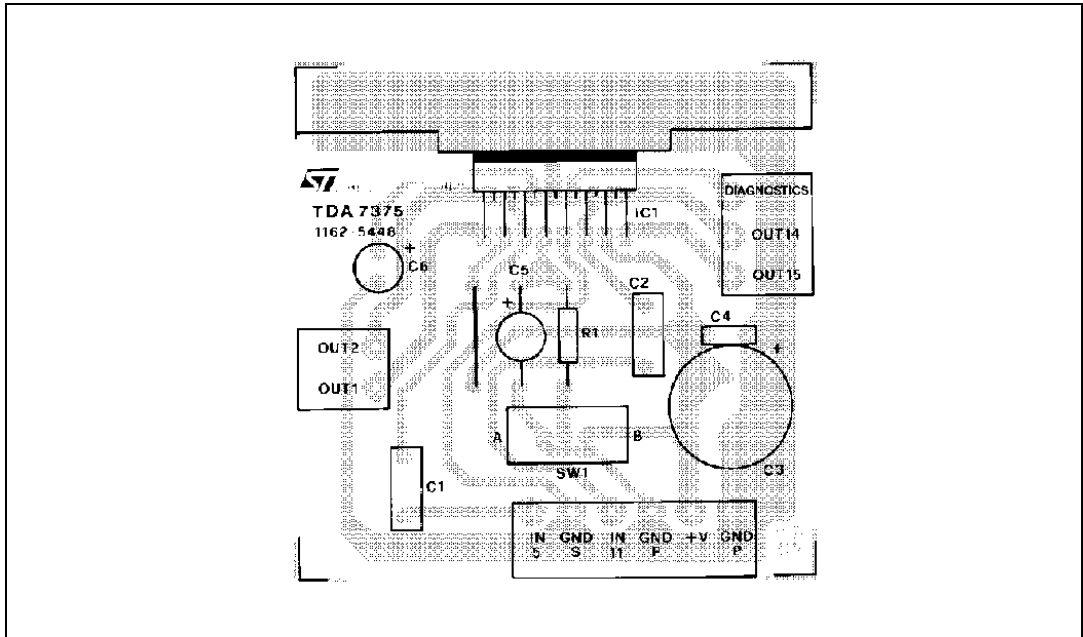 ST
TDA 7375
1162-5448
+
C6
IC1
DIAGNOSTICS
OUT14
OUT15
C5
+
R1
C2
C4
+
C3
OUT2
OUT1
A
B
SW1
C1
IN GND IN GND +V GND
5 S 11 P P